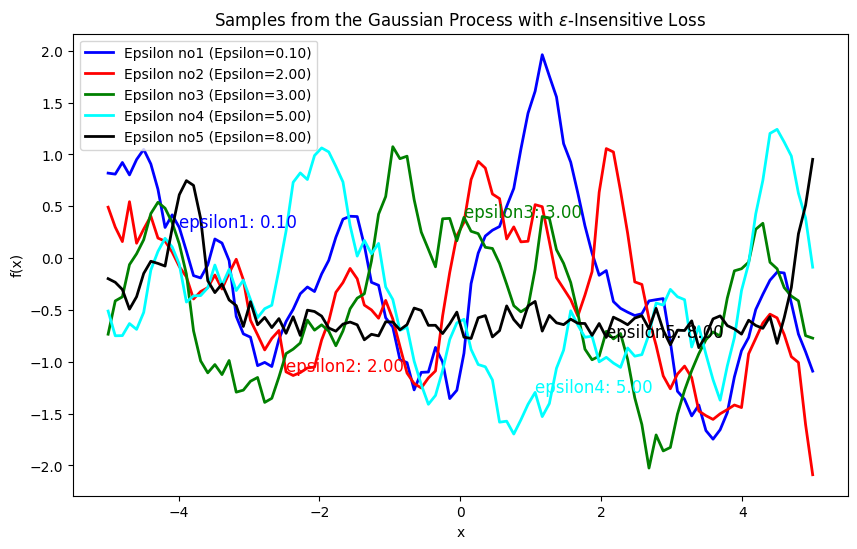 Samples from the Gaussian Process with ε-Insensitive Loss
Epsilon no1 (Epsilon=0.10)
Epsilon no2 (Epsilon=2.00)
Epsilon no3 (Epsilon=3.00)
Epsilon no4 (Epsilon=5.00)
Epsilon no5 (Epsilon=8.00)
2.0
1.5
1.0
0.5
0.0
−0.5
−1.0
−1.5
−2.0
f(x)
epsilon3: 3.00
epsilon1: 0.10
epsilon5: 8.00
epsilon2: 2.00
epsilon4: 5.00
−4
−2
0
2
4
x